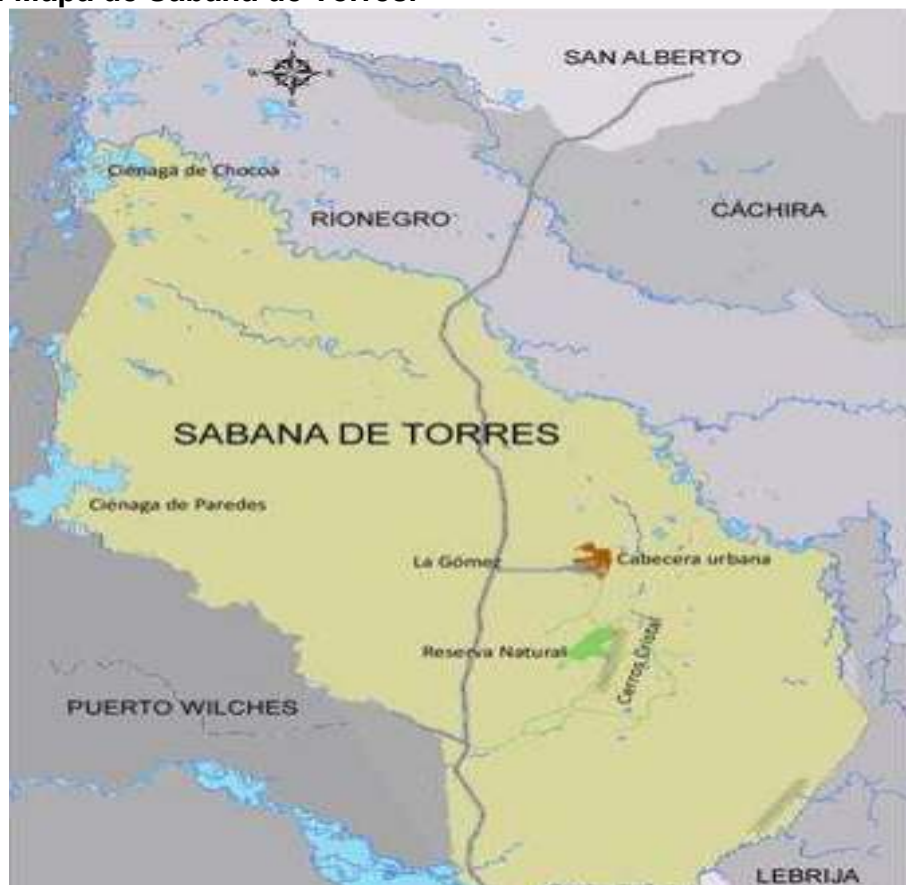 Mapa de Sabana de Torres.
N
W
E
S
SAN ALBERTO
Ciénaga de Chocoa
RIONEGRO
CÁCHIRA
SABANA DE TORRES
Ciénaga de Paredes
La Gómez
Cabecera urbana
Reserva Natural
Cerros Cristal
PUERTO WILCHES
LEBRIJA